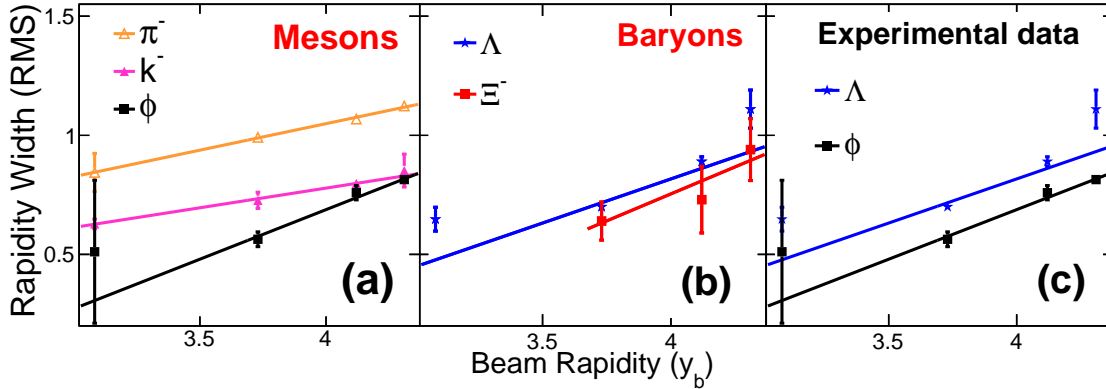 Rapidity Width (RMS)
1.5
1
0.5
π⁻
k⁻
ϕ
Mesons
(a)
3.5
4
Λ
Ξ⁻
Baryons
(b)
3.5
4
Experimental data
Λ
ϕ
(c)
3.5
4
Beam Rapidity (y_b)